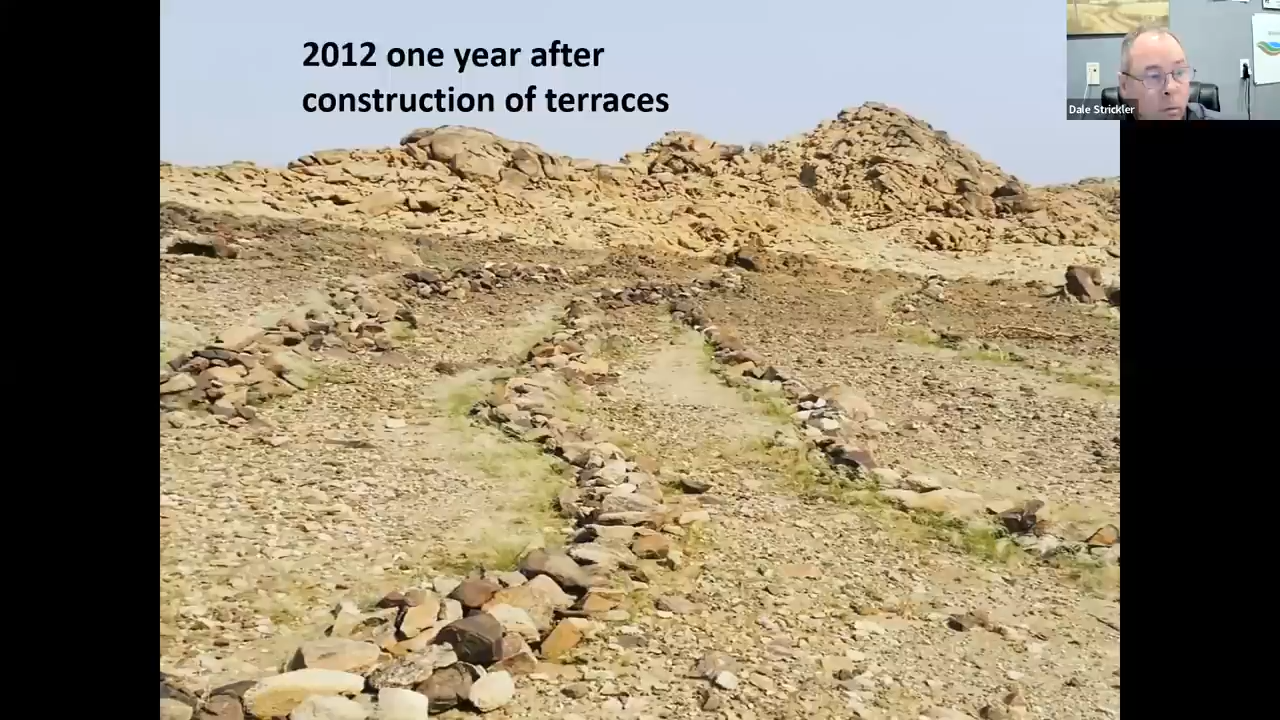 2012 one year after
construction of terraces
Dale Strickler